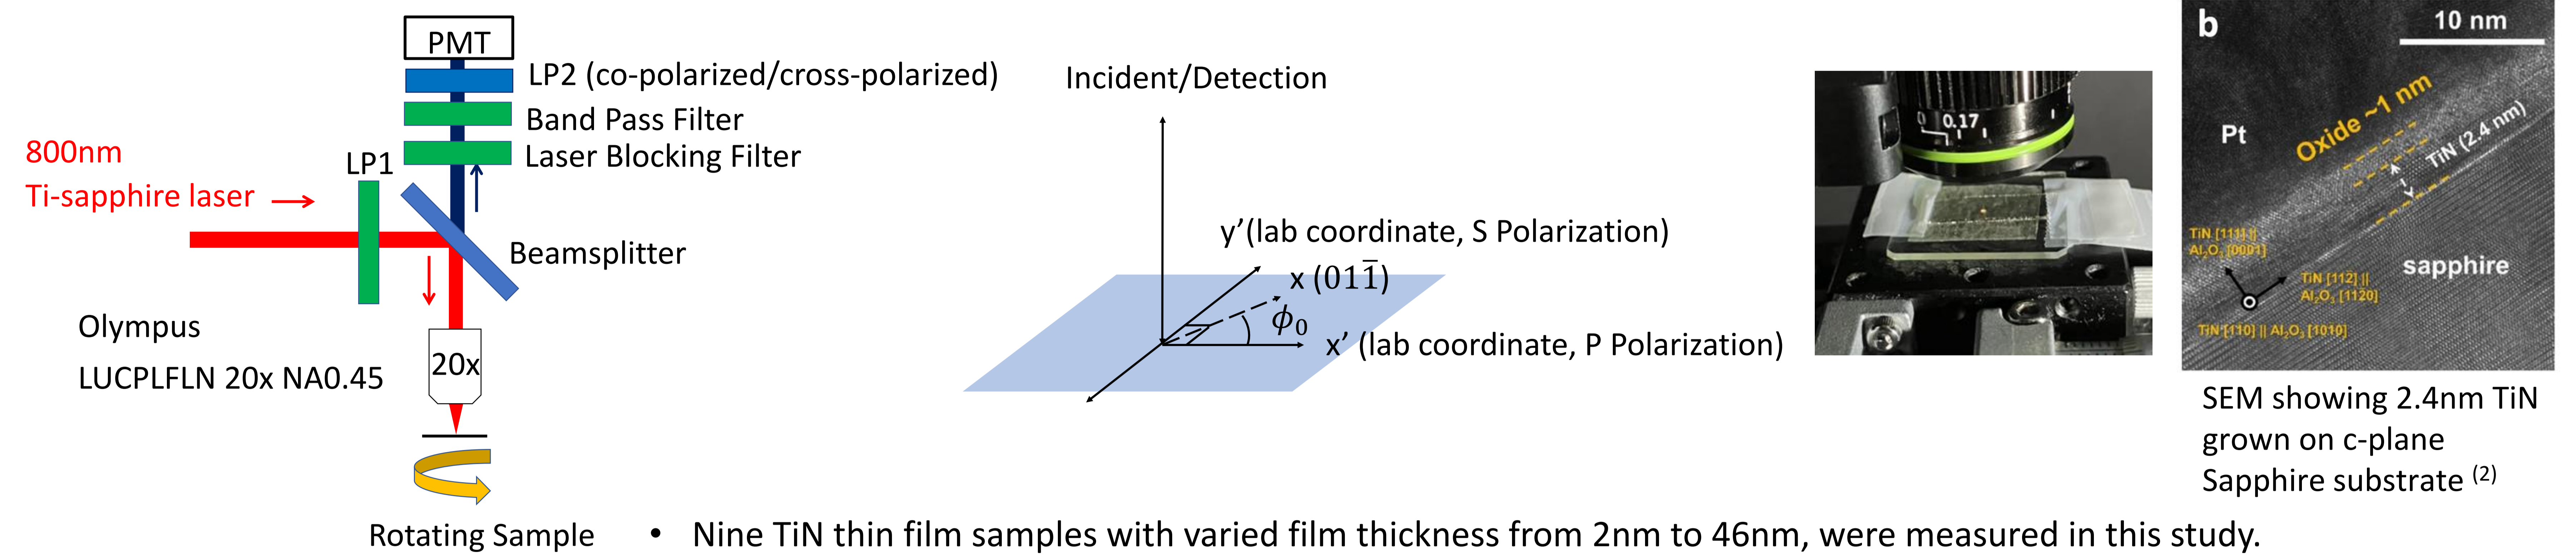 PMT
LP2 (co-polarized/cross-polarized)
Band Pass Filter
Laser Blocking Filter
800nm
Ti-sapphire laser
LP1
Beamsplitter
Olympus
LUCPLFLN 20x NA0.45
20x
Rotating Sample
Incident/Detection
y’(lab coordinate, S Polarization)
x (011̅)
ϕ₀
x’ (lab coordinate, P Polarization)
0.17
b
10 nm
Pt
Oxide ~1 nm
TiN (2.4 nm)
sapphire
TiN [111] ||
Al₂O₃ [0001]
TiN [112] ||
Al₂O₃ [1120]
TiN [110] || Al₂O₃ [1010]
SEM showing 2.4nm TiN
grown on c-plane
Sapphire substrate ⁽²⁾
• Nine TiN thin film samples with varied film thickness from 2nm to 46nm, were measured in this study.